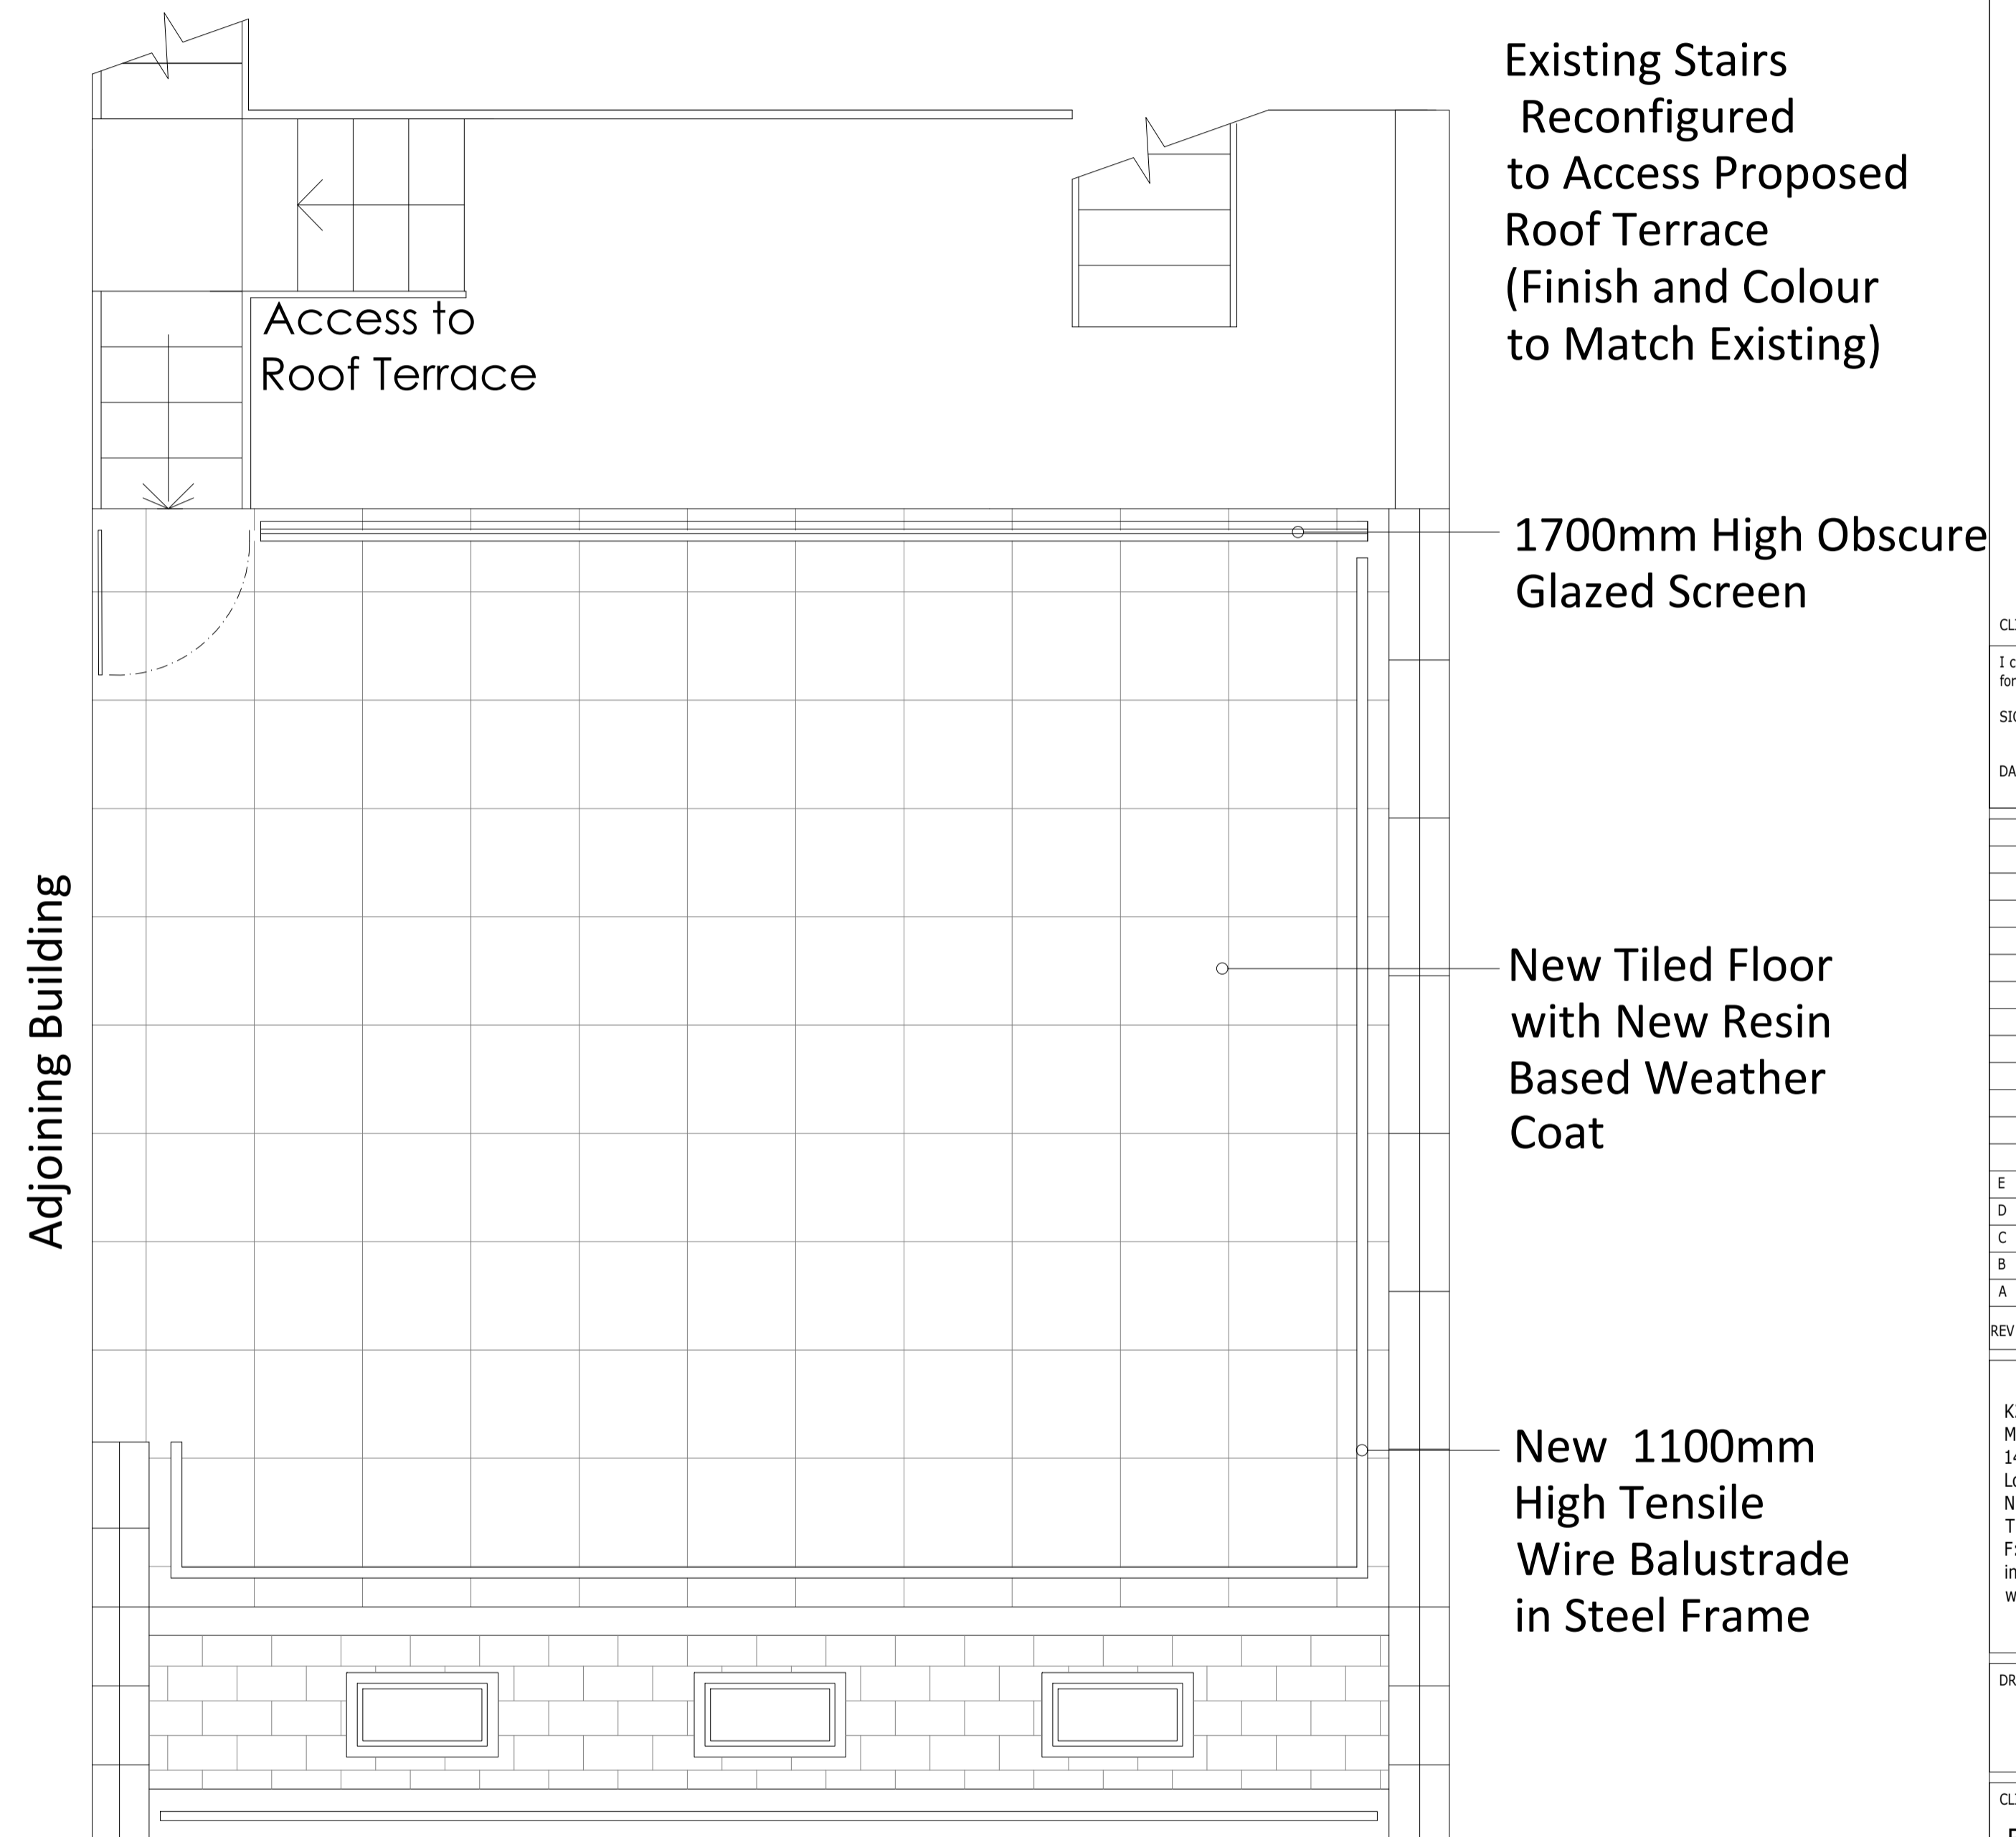 Existing Stairs
Reconfigured
to Access Proposed
Roof Terrace
(Finish and Colour
to Match Existing)
Access to
Roof Terrace
1700mm High Obscure
Glazed Screen
Adjoining Building
New Tiled Floor
with New Resin
Based Weather
Coat
New 1100mm
High Tensile
Wire Balustrade
in Steel Frame
I
for
E
D
C
B
A
REV